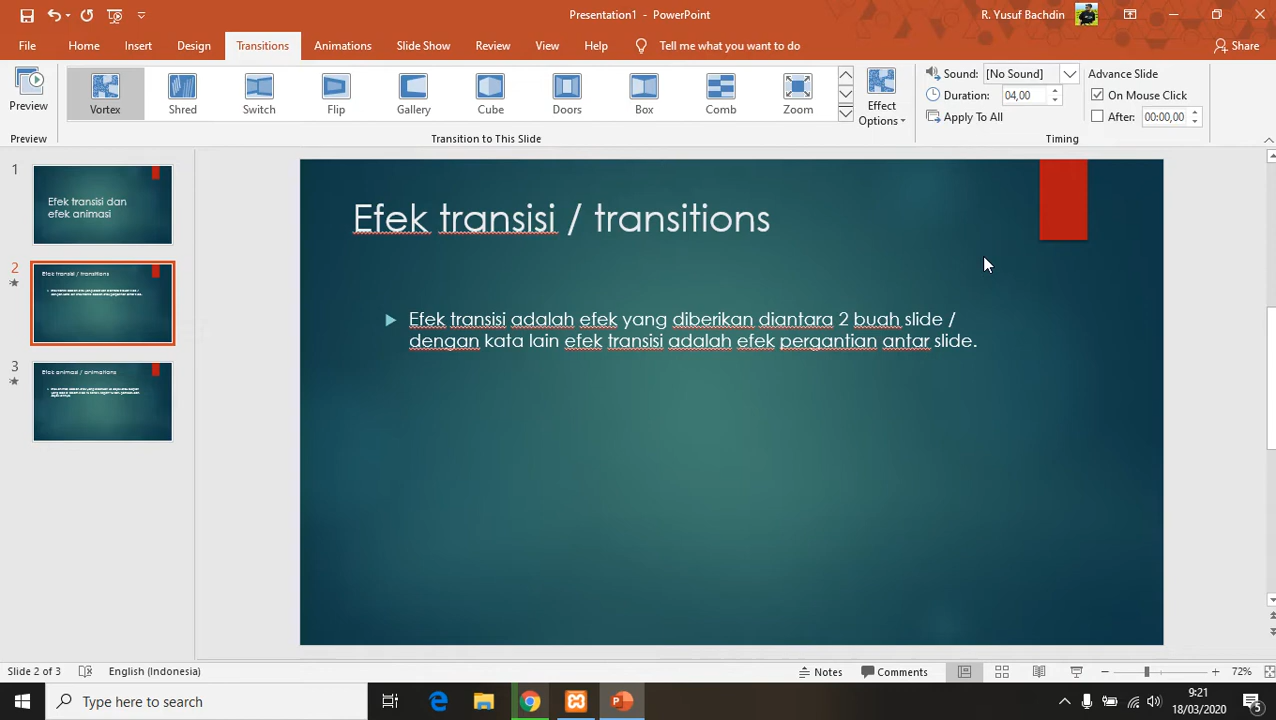 Presentation1 - PowerPoint
R. Yusuf Bachdin
File Home Insert Design Transitions Animations Slide Show Review View Help Tell me what you want to do
Share
Preview
Vortex Shred Switch Flip Gallery Cube Doors Box Comb Zoom
Effect
Options
Sound: [No Sound]
Duration: 04,00
Apply To All
Advance Slide
On Mouse Click
After: 00:00,00
Preview
Transition to This Slide
Timing
1
Efek transisi dan
efek animasi
2
Efek transisi / transitions
3
Efek animasi / animations
Efek transisi / transitions
Efek transisi adalah efek yang diberikan diantara 2 buah slide /
dengan kata lain efek transisi adalah efek pergantian antar slide.
Slide 2 of 3
English (Indonesia)
Notes
Comments
72%
Type here to search
9:21
18/03/2020
5